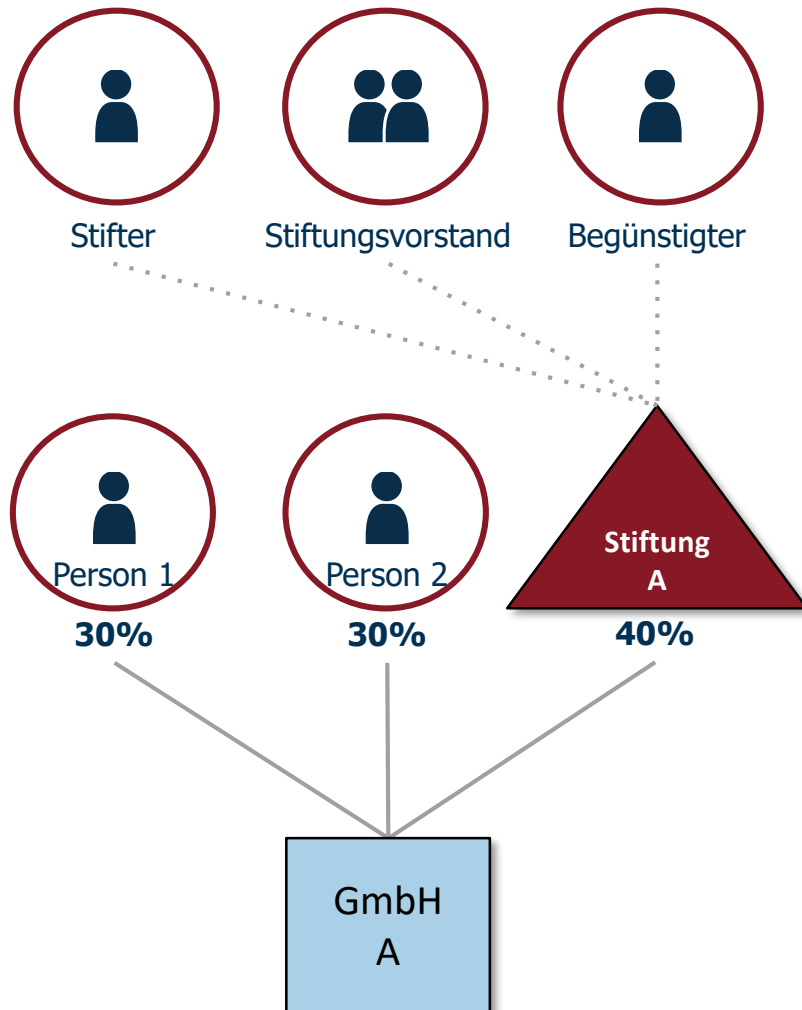 Stifter
Stiftungsvorstand
Begünstigter
Person 1
Person 2
Stiftung
A
30%
30%
40%
GmbH
A